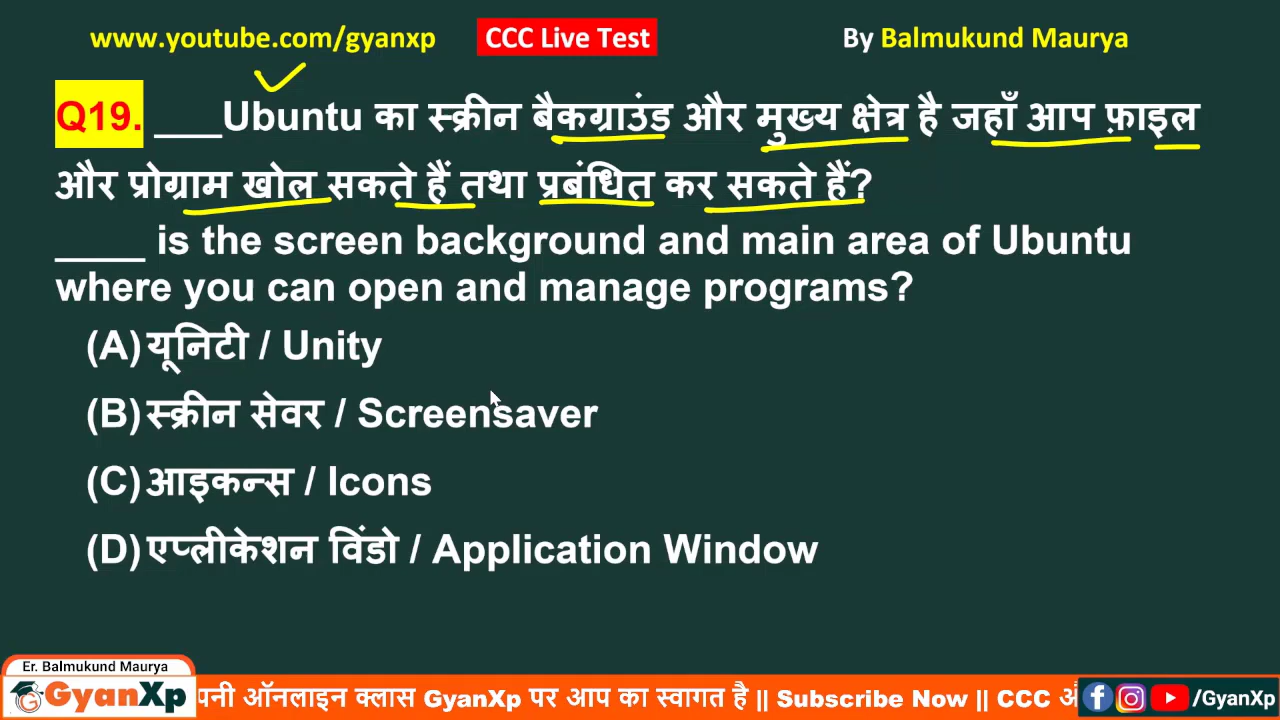 www.youtube.com/gyanxp CCC Live Test By Balmukund Maurya
Q19. ___Ubuntu का स्क्रीन बैकग्राउंड और मुख्य क्षेत्र है जहाँ आप फ़ाइल
और प्रोग्राम खोल सकते हैं तथा प्रबंधित कर सकते हैं?
____ is the screen background and main area of Ubuntu
where you can open and manage programs?
(A) यूनिटी / Unity
(B) स्क्रीन सेवर / Screensaver
(C) आइकन्स / Icons
(D) एप्लीकेशन विंडो / Application Window
Er. Balmukund Maurya
GyanXp पनी ऑनलाइन क्लास GyanXp पर आप का स्वागत है || Subscribe Now || CCC /GyanXp